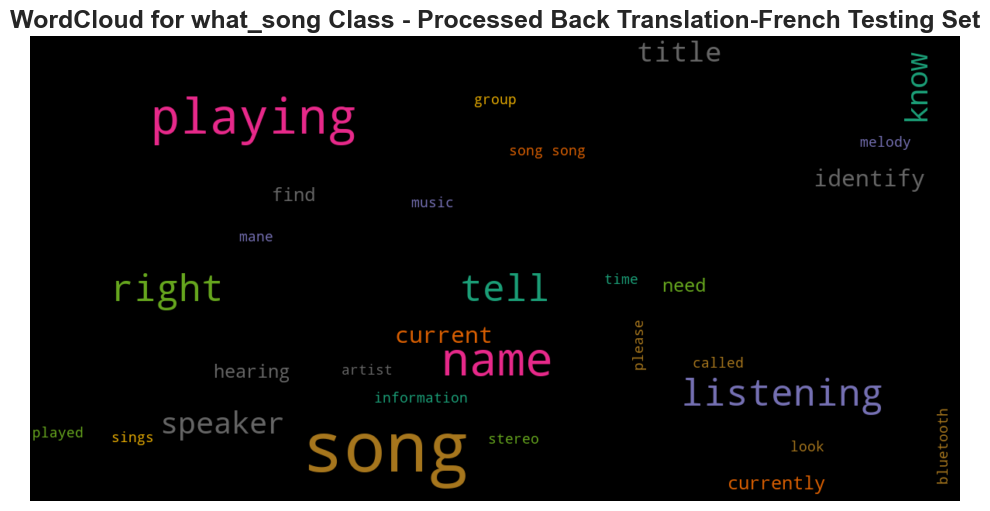 WordCloud for what_song Class - Processed Back Translation-French Testing Set
title
know
playing
group
melody
song song
identify
find
music
mane
right
tell
time
need
current
please
name
called
hearing
artist
listening
information
speaker
bluetooth
played
sings
song
stereo
look
currently